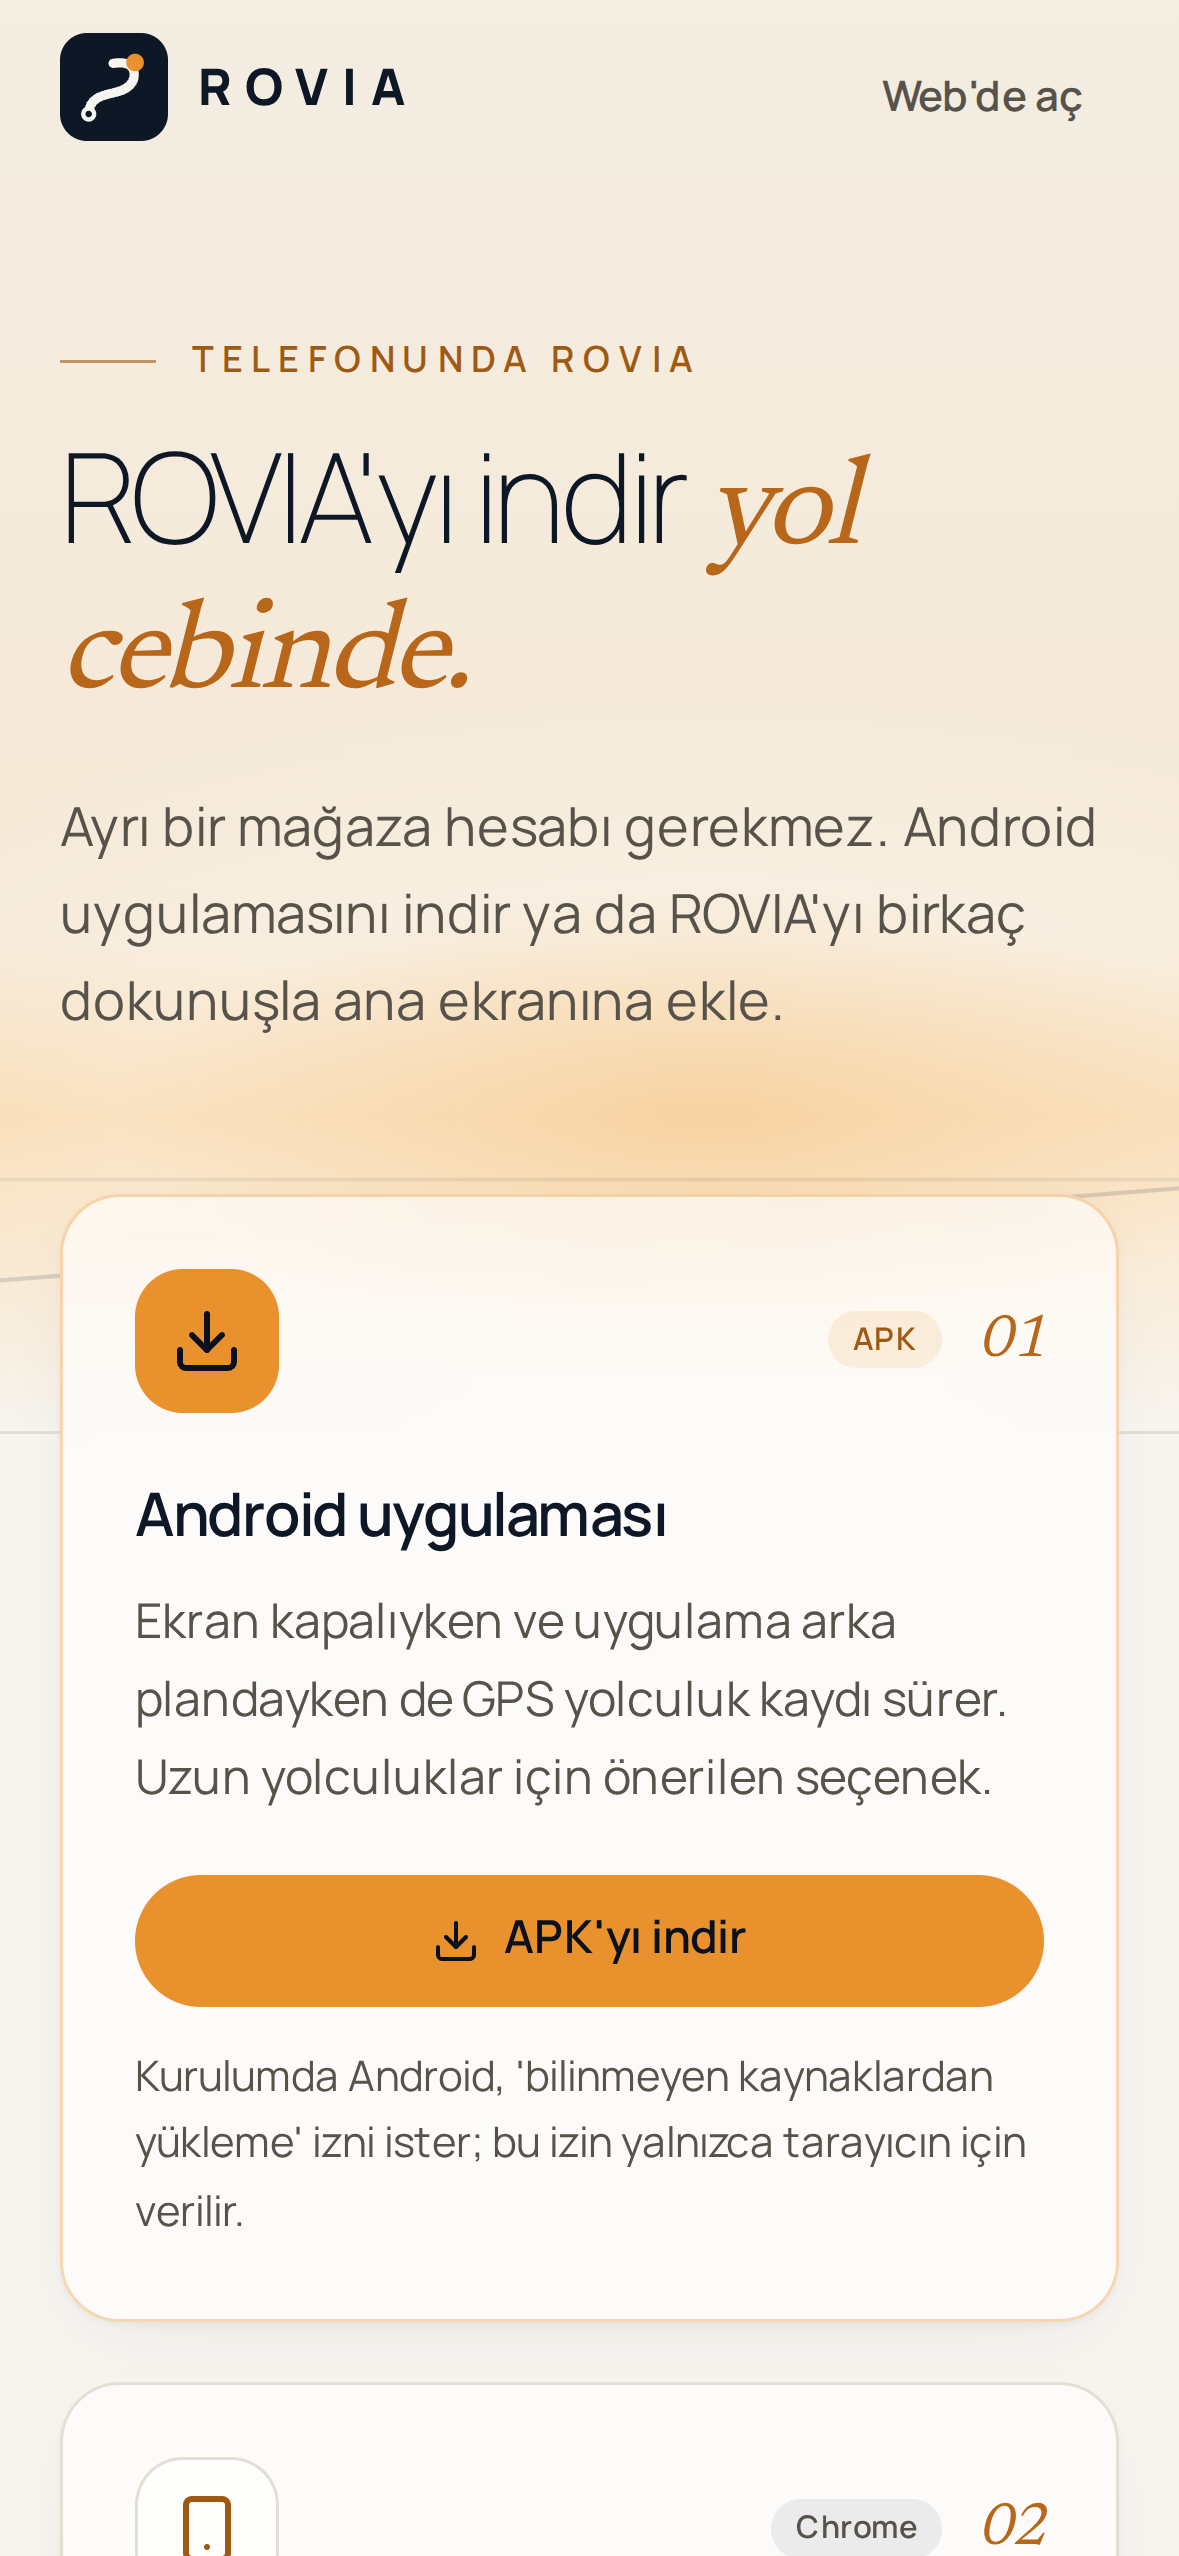 ROVIA
Web'de aç
TELEFONUNDA ROVIA
ROVIA'yı indir yol
cebinde.
Ayrı bir mağaza hesabı gerekmez. Android
uygulamasını indir ya da ROVIA'yı birkaç
dokunuşla ana ekranına ekle.
APK 01
Android uygulaması
Ekran kapalıyken ve uygulama arka
plandayken de GPS yolculuk kaydı sürer.
Uzun yolculuklar için önerilen seçenek.
APK'yı indir
Kurulumda Android, 'bilinmeyen kaynaklardan
yükleme' izni ister; bu izin yalnızca tarayıcın için
verilir.
Chrome 02